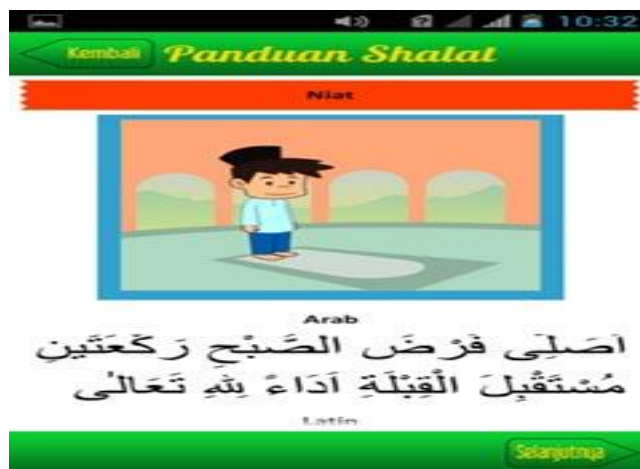 10:32
Kembali
Panduan Shalat
Niat
Arab
اَصَلِّى فَرْضَ الصَّبْحِ رَكْعَتَيْنِ
مُسْتَقْبِلَ الْقِبْلَةِ اَدَاءً لِلّٰهِ تَعَالٰى
Latin
Selanjutnya